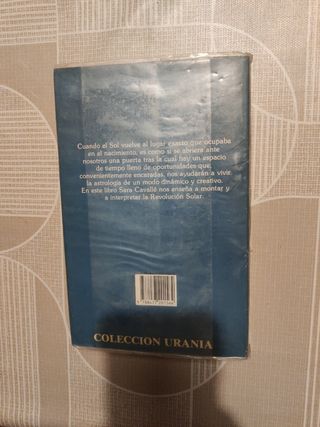 Cuando el Sol vuelve al lugar exacto que ocupaba
en el nacimiento, es como si se abriera ante
nosotros una puerta tras la cual hay un espacio
de tiempo lleno de oportunidades que,
convenientemente encaradas, nos ayudarán a vivir
la astrología de un modo dinámico y creativo.
En este libro Sara Cavallé nos enseña a montar y
a interpretar la Revolución Solar.
COLECCION URANIA